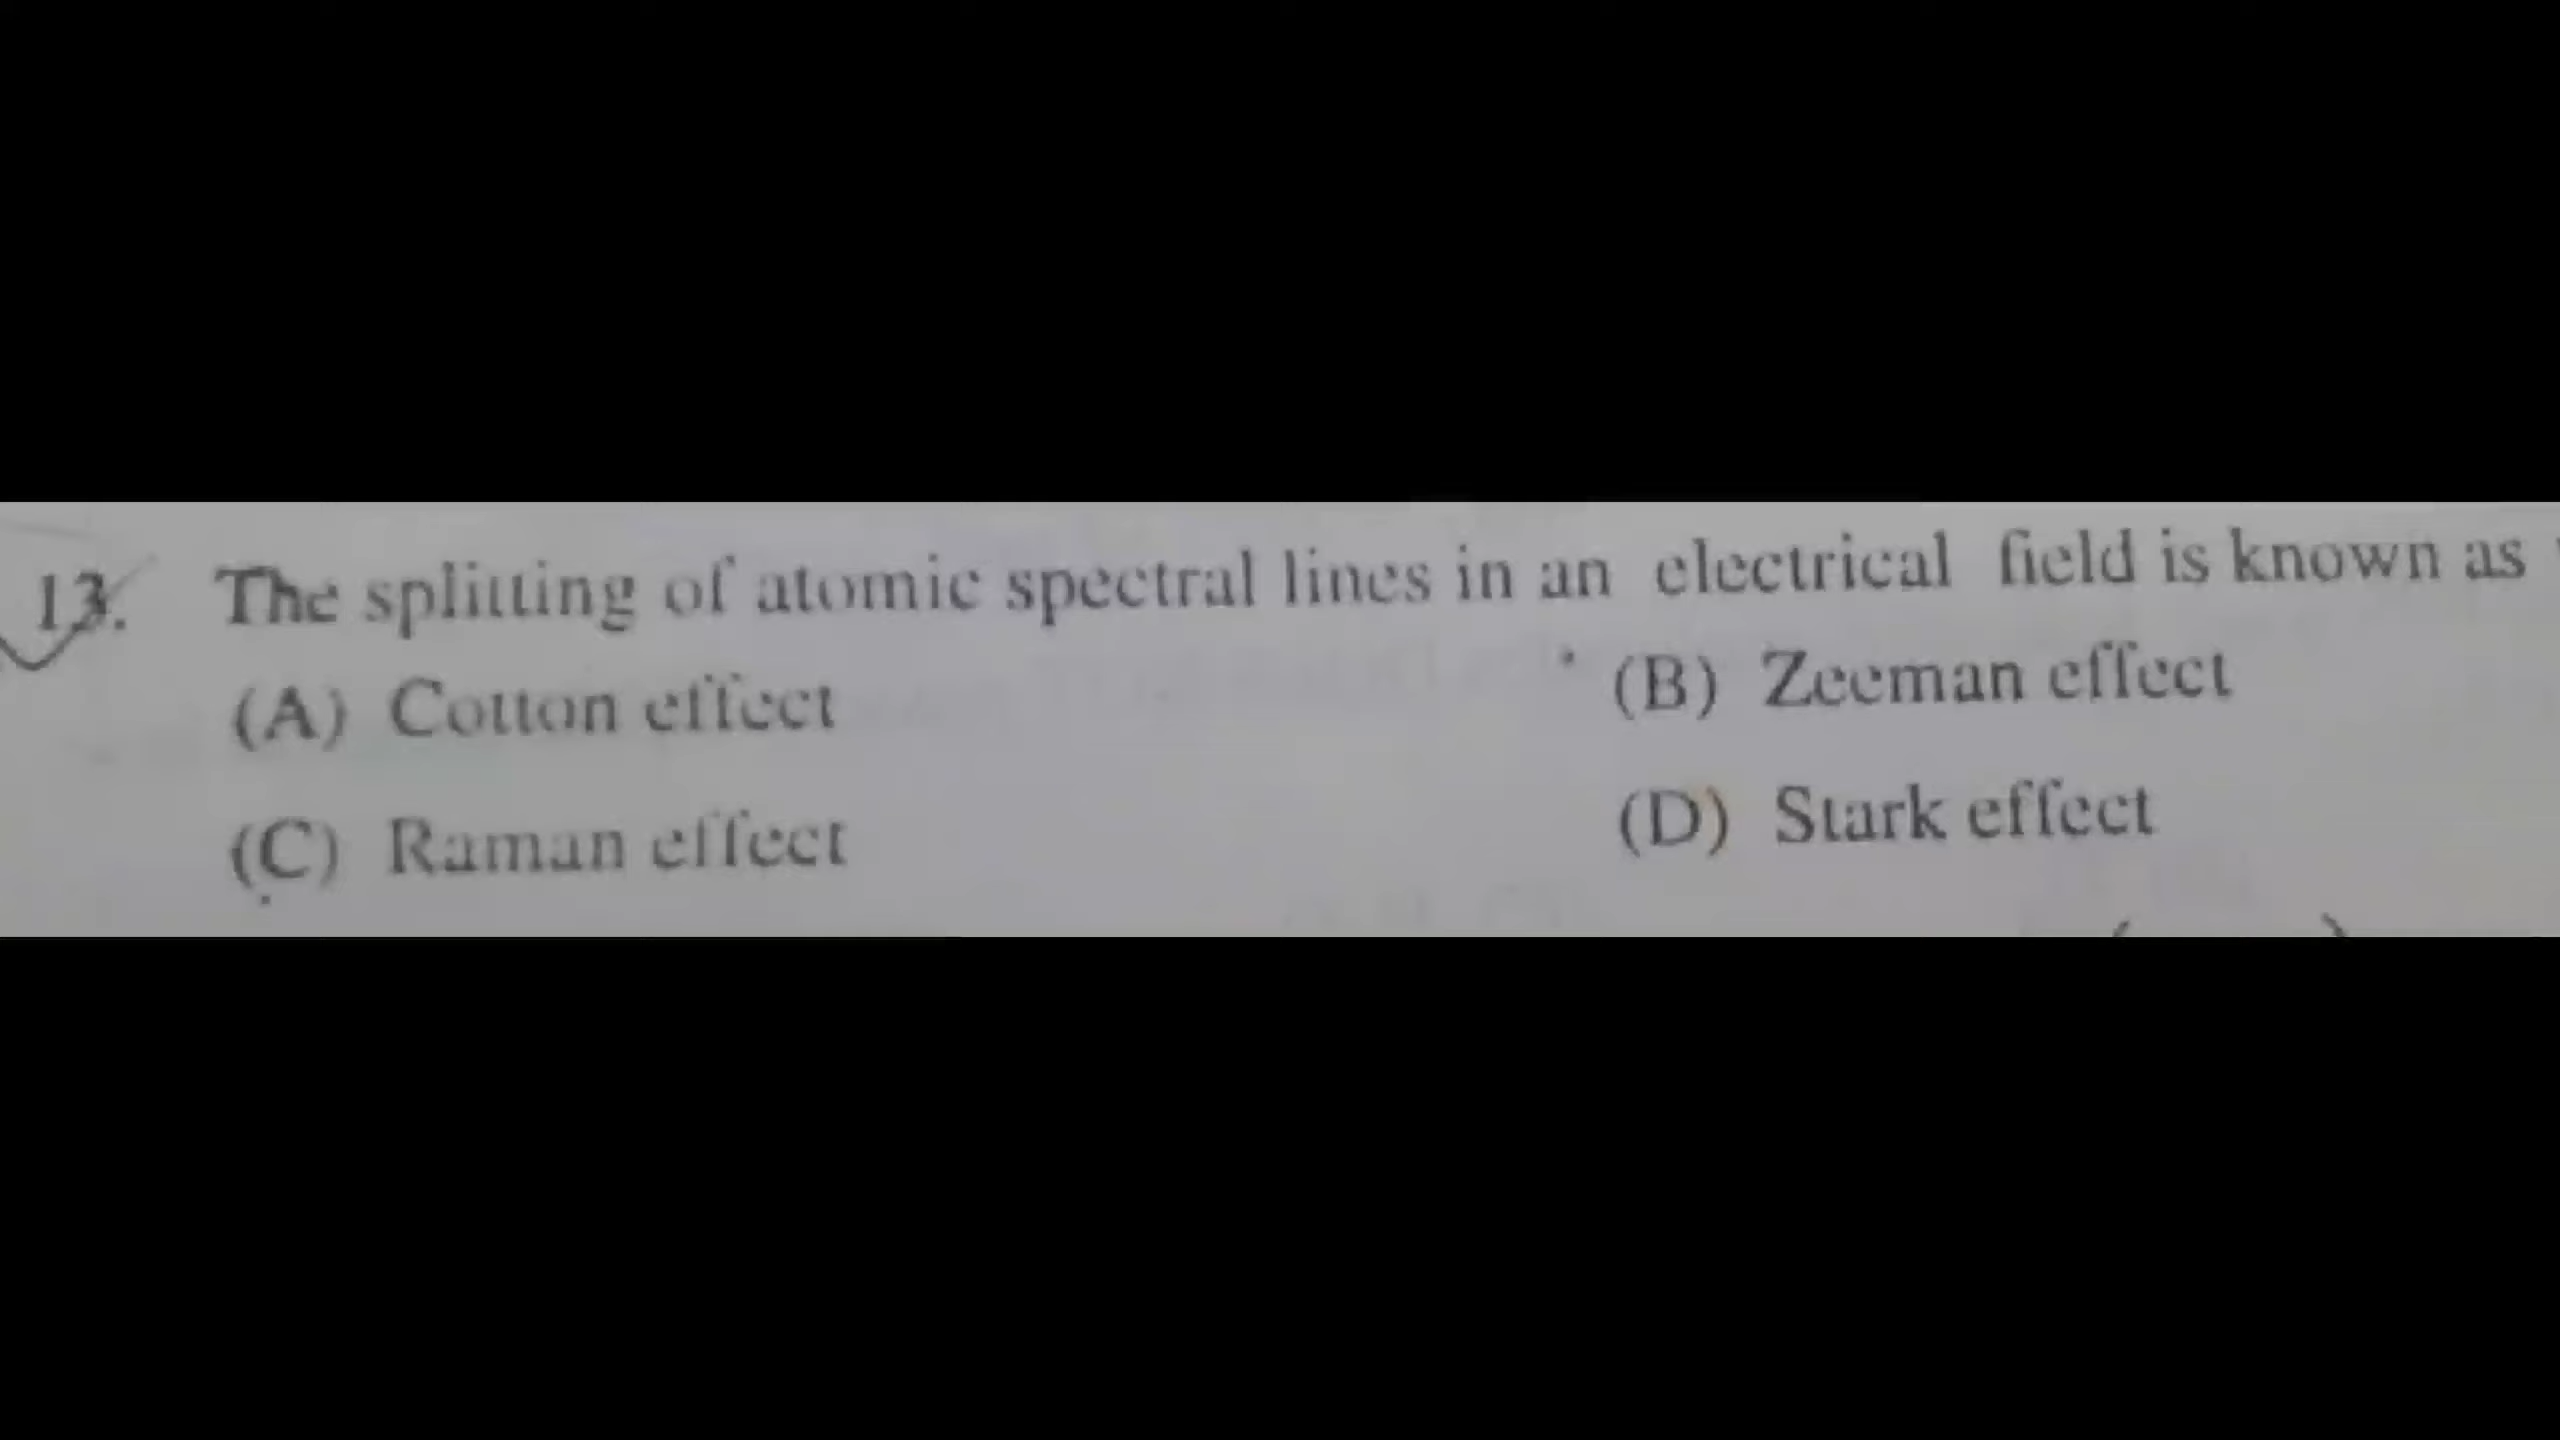 13. The splitting of atomic spectral lines in an electrical field is known as
(A) Cotton effect (B) Zeeman effect
(C) Raman effect (D) Stark effect